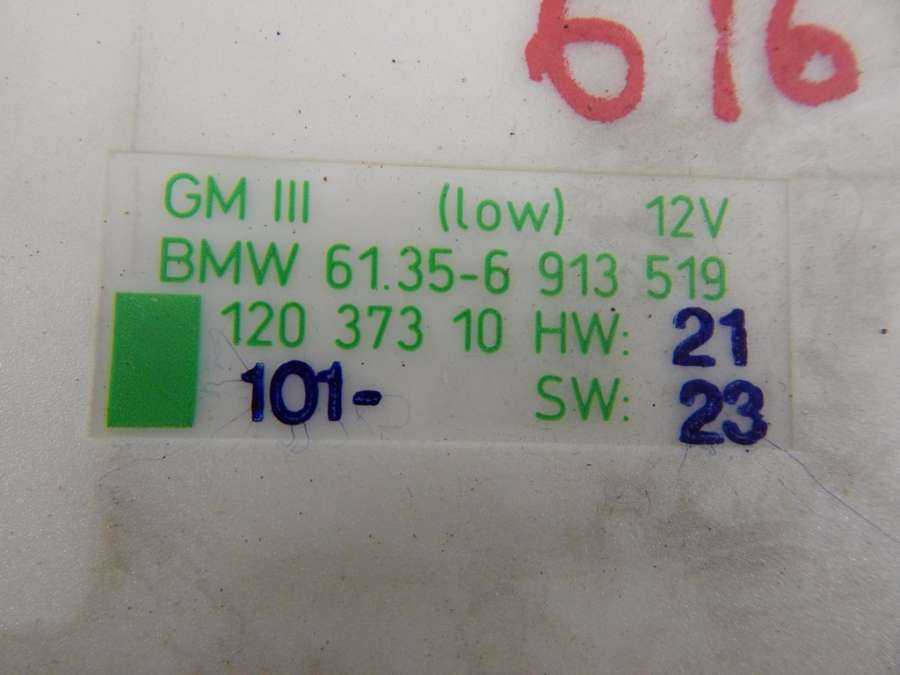 616
GM III (low) 12V
BMW 61.35-6 913 519
120 373 10 HW: 21
101- SW: 23